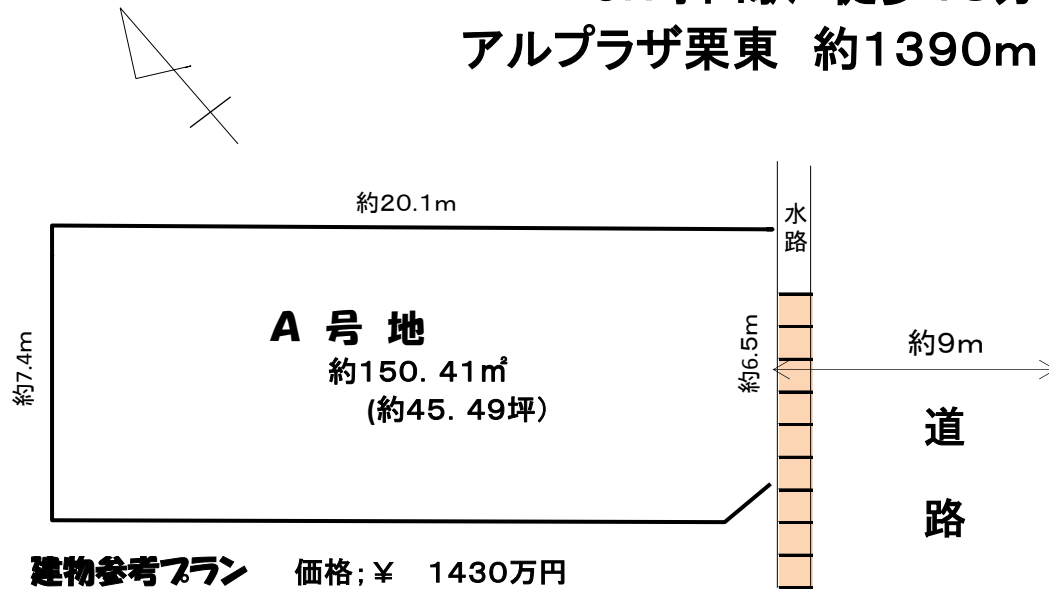 アルプラザ栗東 約1390m
約20.1m
水路
A 号 地
約150. 41㎡
(約45. 49坪)
約7.4m
約6.5m
約9m
道路
建物参考プラン 価格;¥ 1430万円